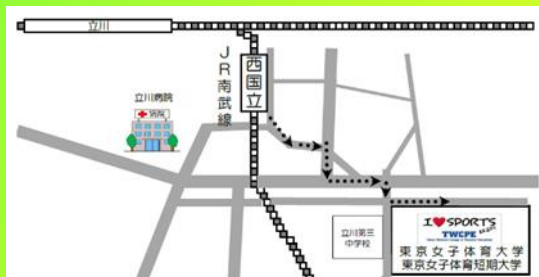 立川
JR南武線
西国立
立川病院
病院
立川第三
中学校
I❤SPORTS
TWCPE
東京女子体育大学
東京女子体育短期大学